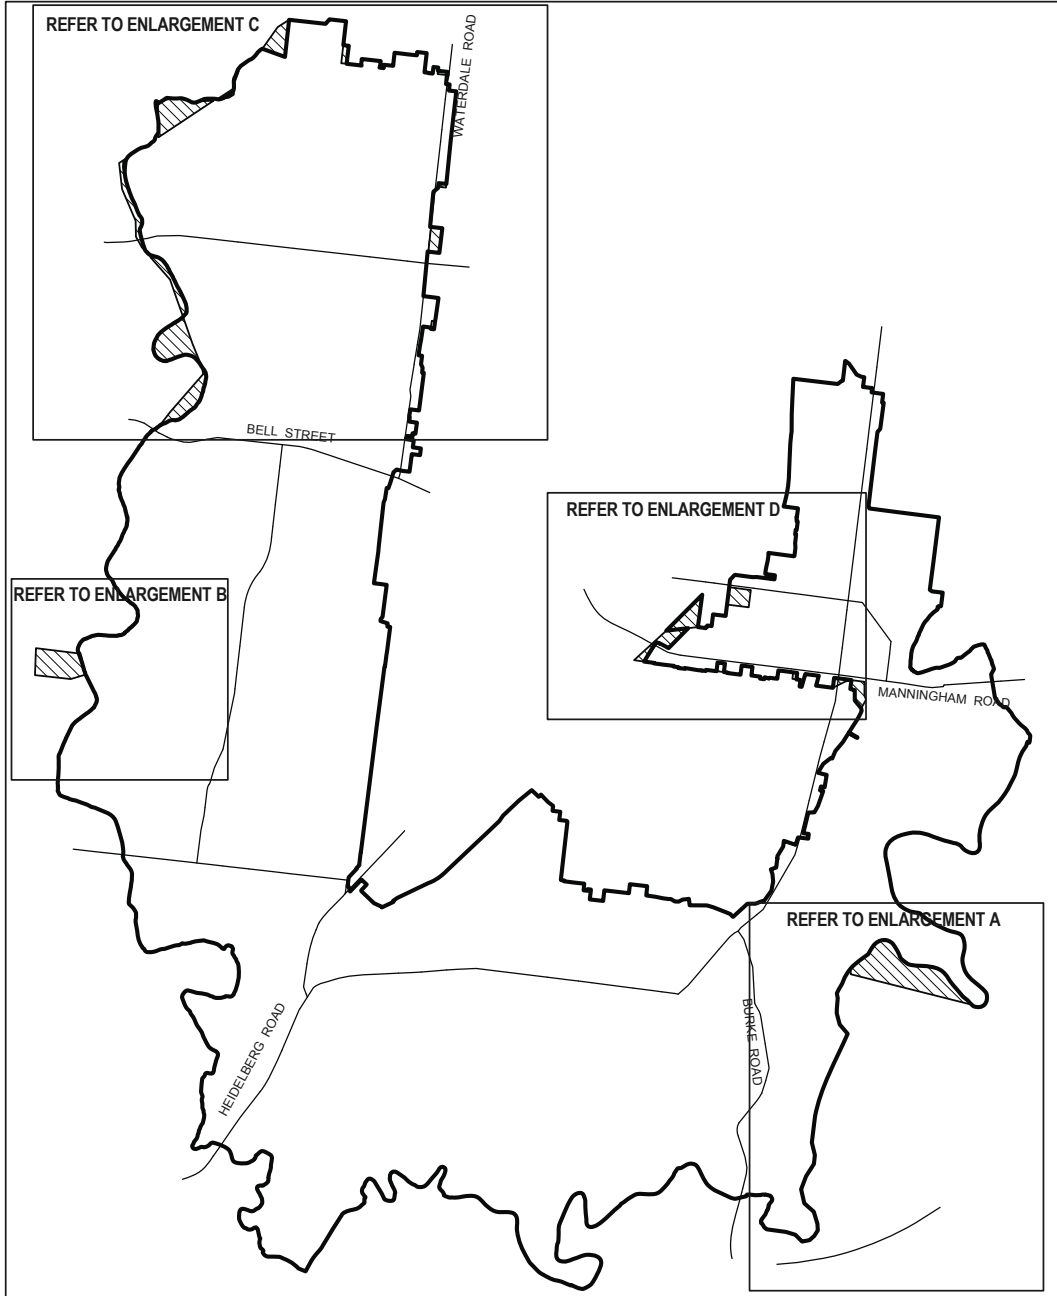 REFER TO ENLARGEMENT C
WATERDALE ROAD
BELL STREET
REFER TO ENLARGEMENT D
REFER TO ENLARGEMENT B
MANNINGHAM ROAD
REFER TO ENLARGEMENT A
HEIDELBERG ROAD
BURKE ROAD